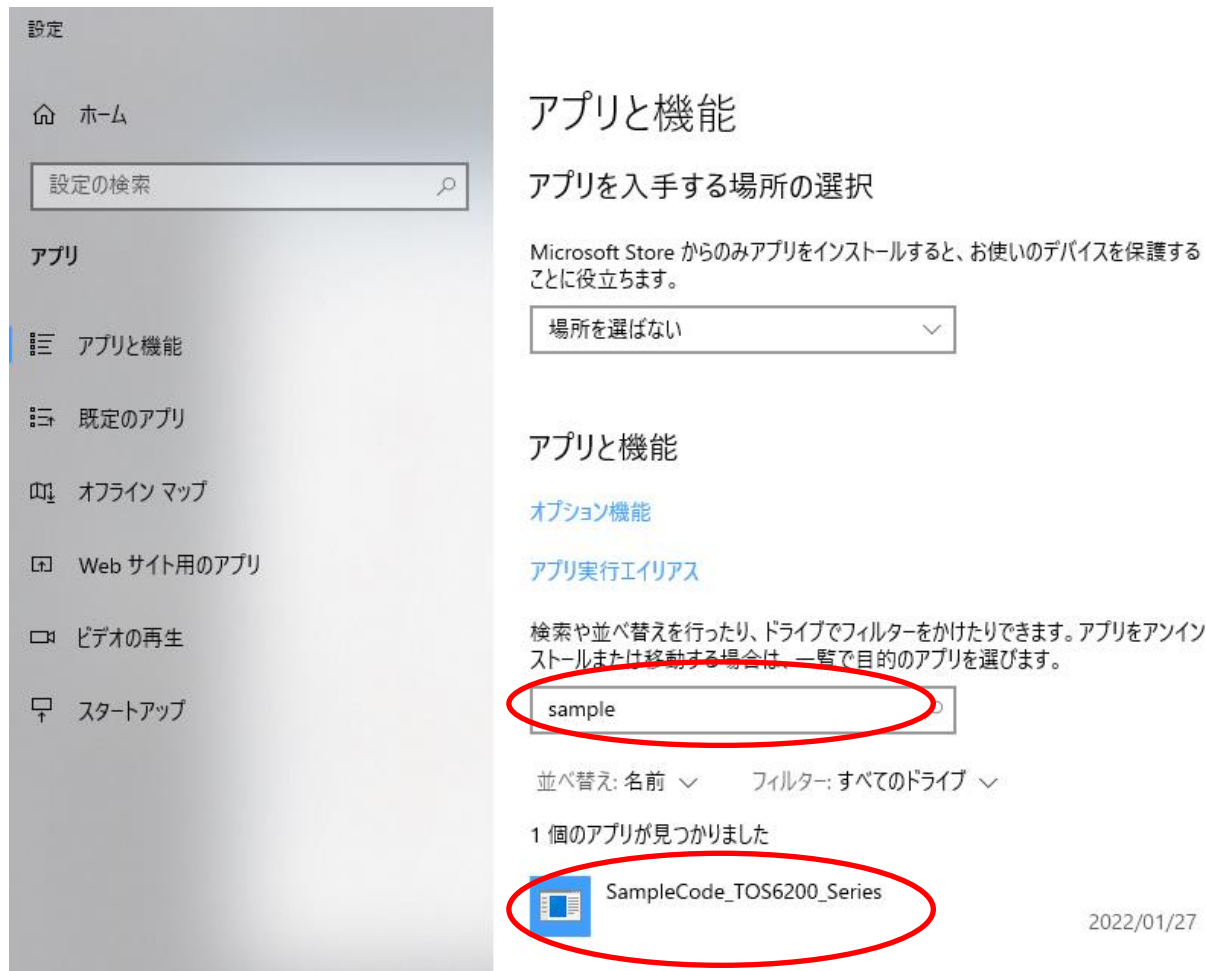 設定
ホーム
設定の検索
アプリ
アプリと機能
既定のアプリ
オフライン マップ
Web サイト用のアプリ
ビデオの再生
スタートアップ
アプリと機能
アプリを入手する場所の選択
Microsoft Store からのみアプリをインストールすると、お使いのデバイスを保護する
ことに役立ちます。
場所を選ばない
アプリと機能
オプション機能
アプリ実行エイリアス
検索や並べ替えを行ったり、ドライブでフィルターをかけたりできます。アプリをアンイン
ストールまたは移動する場合は、一覧で目的のアプリを選びます。
sample
並べ替え: 名前 フィルター: すべてのドライブ
1 個のアプリが見つかりました
SampleCode_TOS6200_Series
2022/01/27